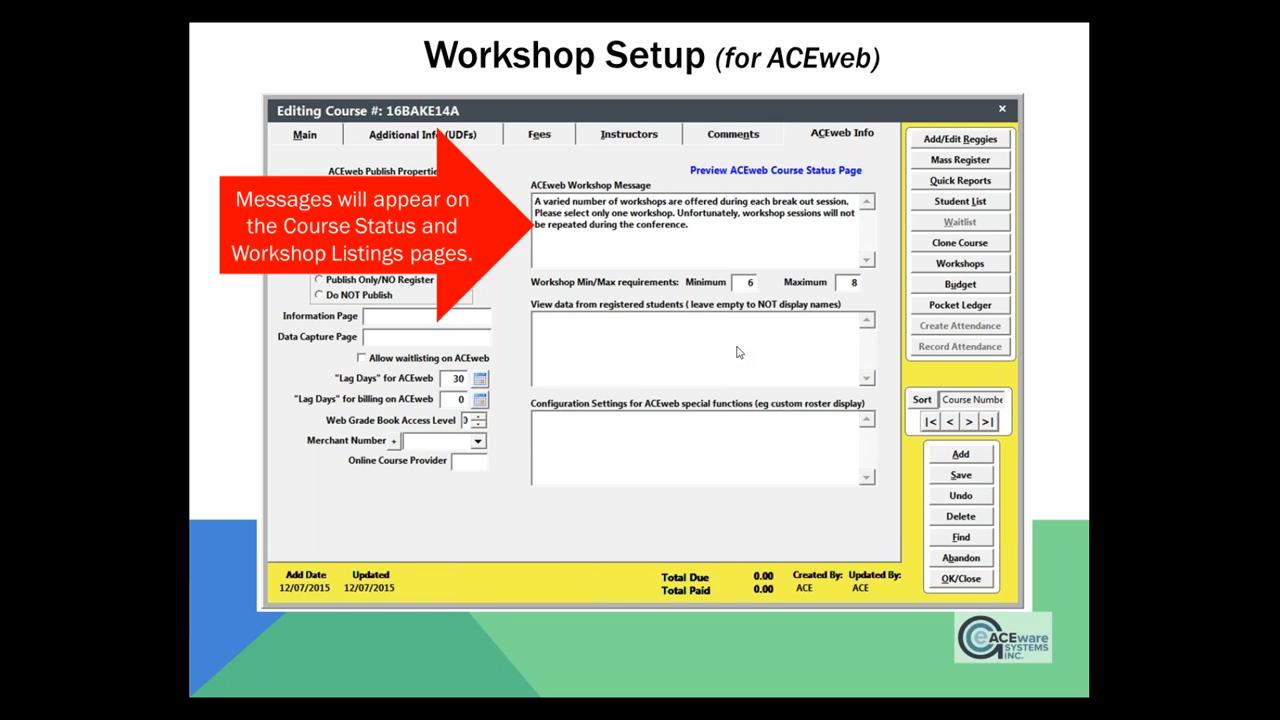 Workshop Setup (for ACEweb)
Editing Course #: 16BAKE14A
×
Main
Additional Info (UDFs)
Fees
Instructors
Comments
ACEweb Info
ACEweb Publish Properti
Preview ACEweb Course Status Page
ACEweb Workshop Message
A varied number of workshops are offered during each break out session.
Please select only one workshop. Unfortunately, workshop sessions will not
be repeated during the conference.
Messages will appear on
the Course Status and
Workshop Listings pages.
Publish Only/NO Register
Do NOT Publish
Workshop Min/Max requirements: Minimum 6 Maximum 8
View data from registered students ( leave empty to NOT display names)
Information Page
Data Capture Page
Allow waitlisting on ACEweb
"Lag Days" for ACEweb 30
"Lag Days" for billing on ACEweb 0
Configuration Settings for ACEweb special functions (eg custom roster display)
Web Grade Book Access Level 0
Merchant Number +
Online Course Provider
Add/Edit Reggies
Mass Register
Quick Reports
Student List
Waitlist
Clone Course
Workshops
Budget
Pocket Ledger
Create Attendance
Record Attendance
Sort Course Numbe
|< < > >|
Add
Save
Undo
Delete
Find
Abandon
OK/Close
Add Date Updated
12/07/2015 12/07/2015
Total Due 0.00
Total Paid 0.00
Created By: Updated By:
ACE ACE
ACEware
SYSTEMS
INC.